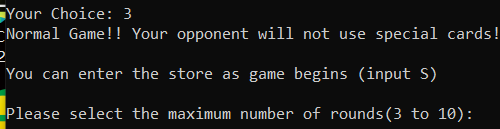 Your Choice: 3
Normal Game!! Your opponent will not use special cards!
You can enter the store as game begins (input S)
Please select the maximum number of rounds(3 to 10):